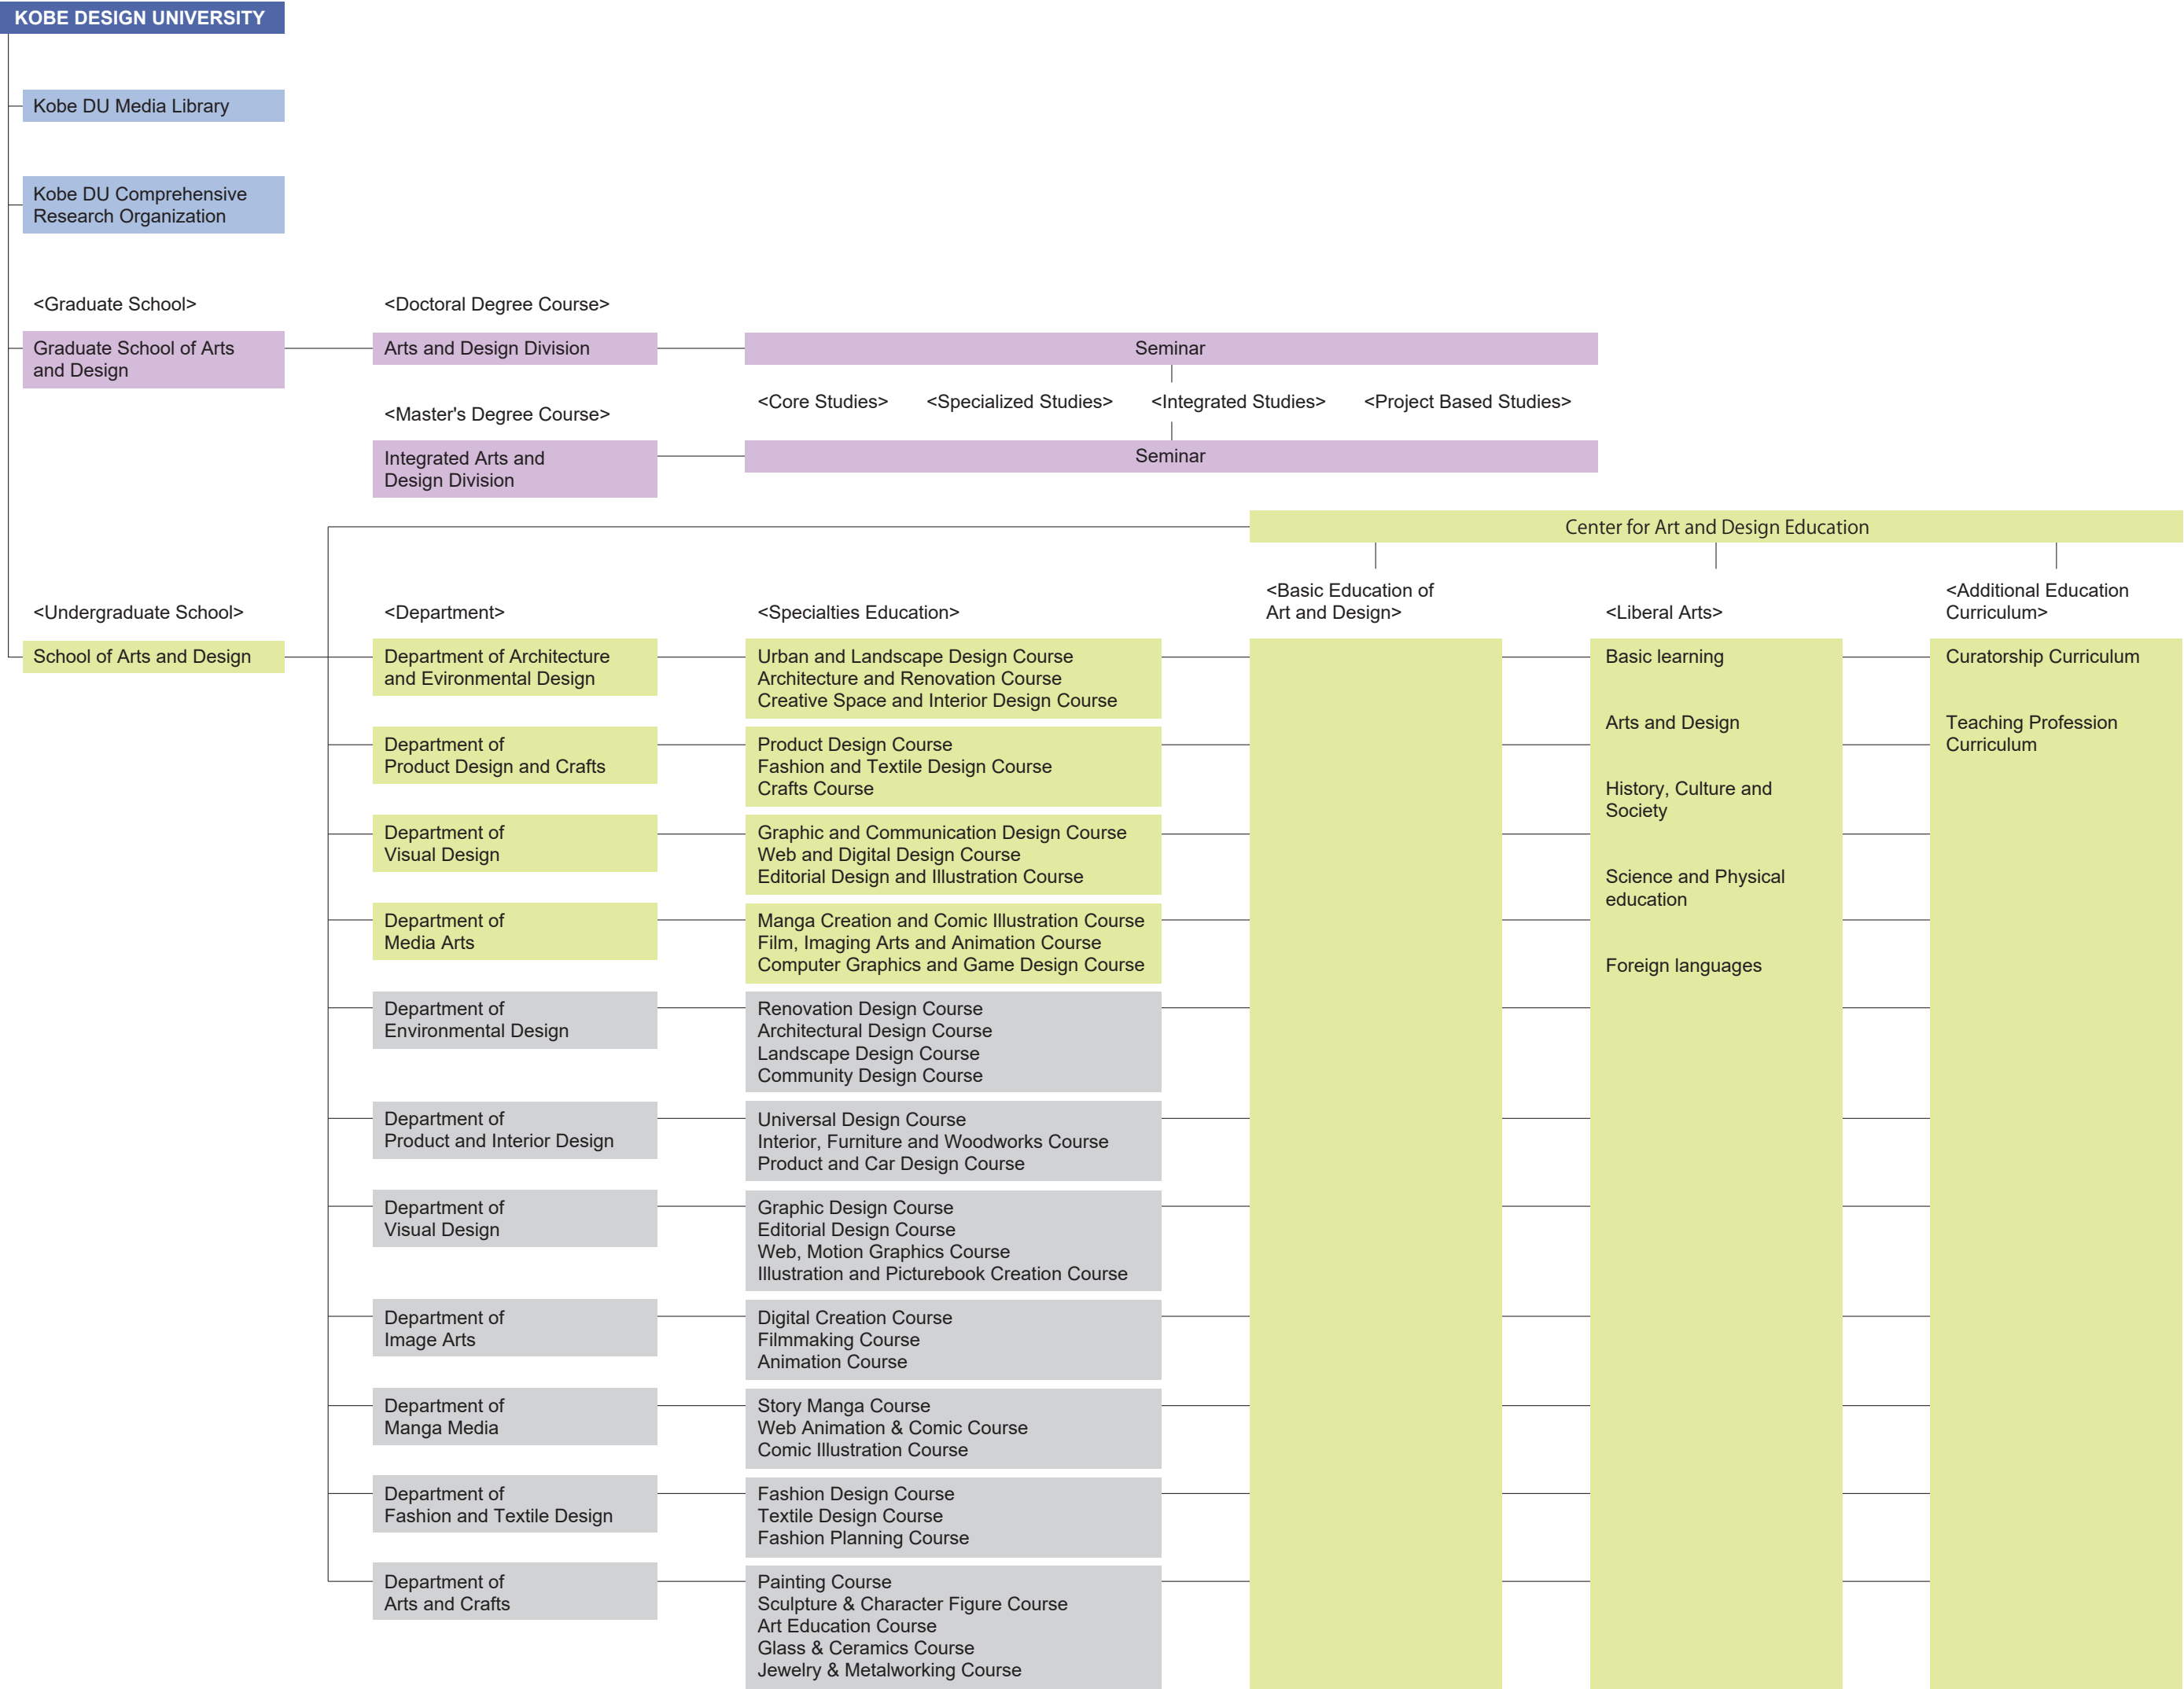 KOBE DESIGN UNIVERSITY
Kobe DU Media Library
Kobe DU Comprehensive
Research Organization
<Graduate School>
Graduate School of Arts
and Design
<Doctoral Degree Course>
Arts and Design Division
Seminar
<Core Studies>
<Specialized Studies>
<Integrated Studies>
<Project Based Studies>
<Master's Degree Course>
Integrated Arts and
Design Division
Seminar
Center for Art and Design Education
<Undergraduate School>
School of Arts and Design
<Department>
<Specialties Education>
<Basic Education of
Art and Design>
<Liberal Arts>
<Additional Education
Curriculum>
Department of Architecture
and Evironmental Design
Urban and Landscape Design Course
Architecture and Renovation Course
Creative Space and Interior Design Course
Department of
Product Design and Crafts
Product Design Course
Fashion and Textile Design Course
Crafts Course
Department of
Visual Design
Graphic and Communication Design Course
Web and Digital Design Course
Editorial Design and Illustration Course
Department of
Media Arts
Manga Creation and Comic Illustration Course
Film, Imaging Arts and Animation Course
Computer Graphics and Game Design Course
Department of
Environmental Design
Renovation Design Course
Architectural Design Course
Landscape Design Course
Community Design Course
Department of
Product and Interior Design
Universal Design Course
Interior, Furniture and Woodworks Course
Product and Car Design Course
Department of
Visual Design
Graphic Design Course
Editorial Design Course
Web, Motion Graphics Course
Illustration and Picturebook Creation Course
Department of
Image Arts
Digital Creation Course
Filmmaking Course
Animation Course
Department of
Manga Media
Story Manga Course
Web Animation & Comic Course
Comic Illustration Course
Department of
Fashion and Textile Design
Fashion Design Course
Textile Design Course
Fashion Planning Course
Department of
Arts and Crafts
Painting Course
Sculpture & Character Figure Course
Art Education Course
Glass & Ceramics Course
Jewelry & Metalworking Course
Basic learning
Arts and Design
History, Culture and
Society
Science and Physical
education
Foreign languages
Curatorship Curriculum
Teaching Profession
Curriculum